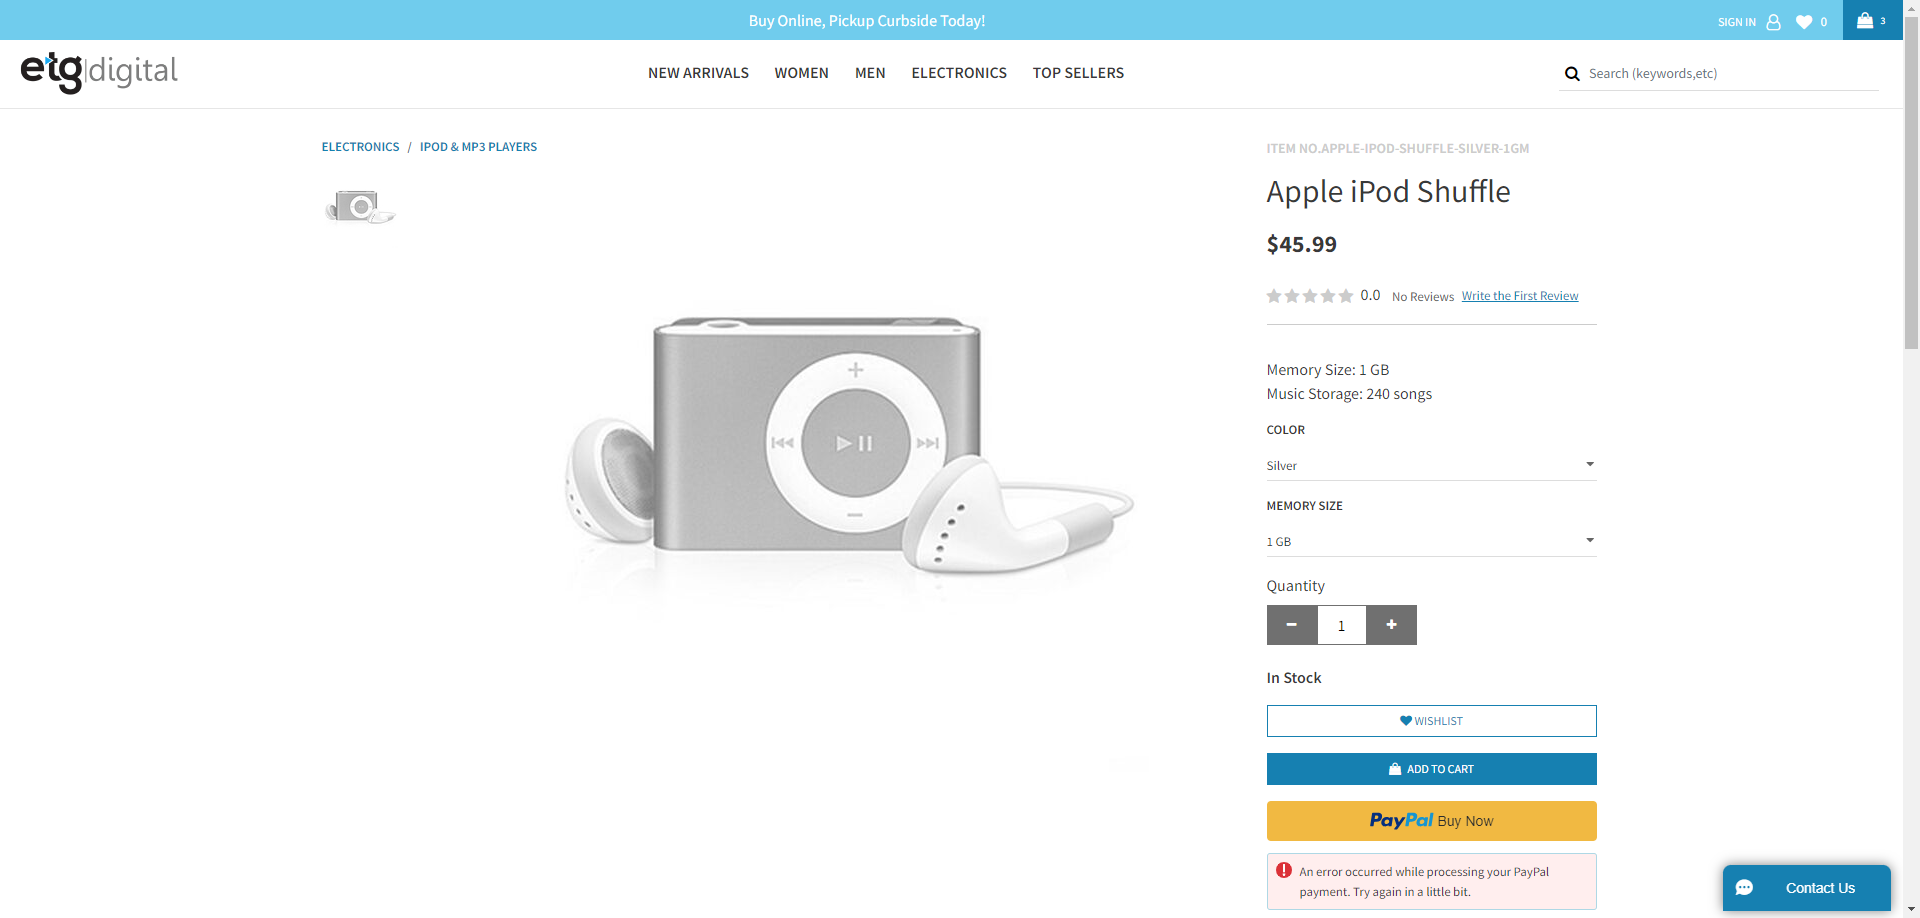 Buy Online, Pickup Curbside Today!
SIGN IN
0
3
etg|digital
NEW ARRIVALS
WOMEN
MEN
ELECTRONICS
TOP SELLERS
Search (keywords,etc)
ELECTRONICS / IPOD & MP3 PLAYERS
ITEM NO.APPLE-IPOD-SHUFFLE-SILVER-1GM
Apple iPod Shuffle
$45.99
0.0 No Reviews Write the First Review
Memory Size: 1 GB
Music Storage: 240 songs
COLOR
Silver
MEMORY SIZE
1 GB
Quantity
1
In Stock
WISHLIST
ADD TO CART
PayPal Buy Now
An error occurred while processing your PayPal
payment. Try again in a little bit.
Contact Us